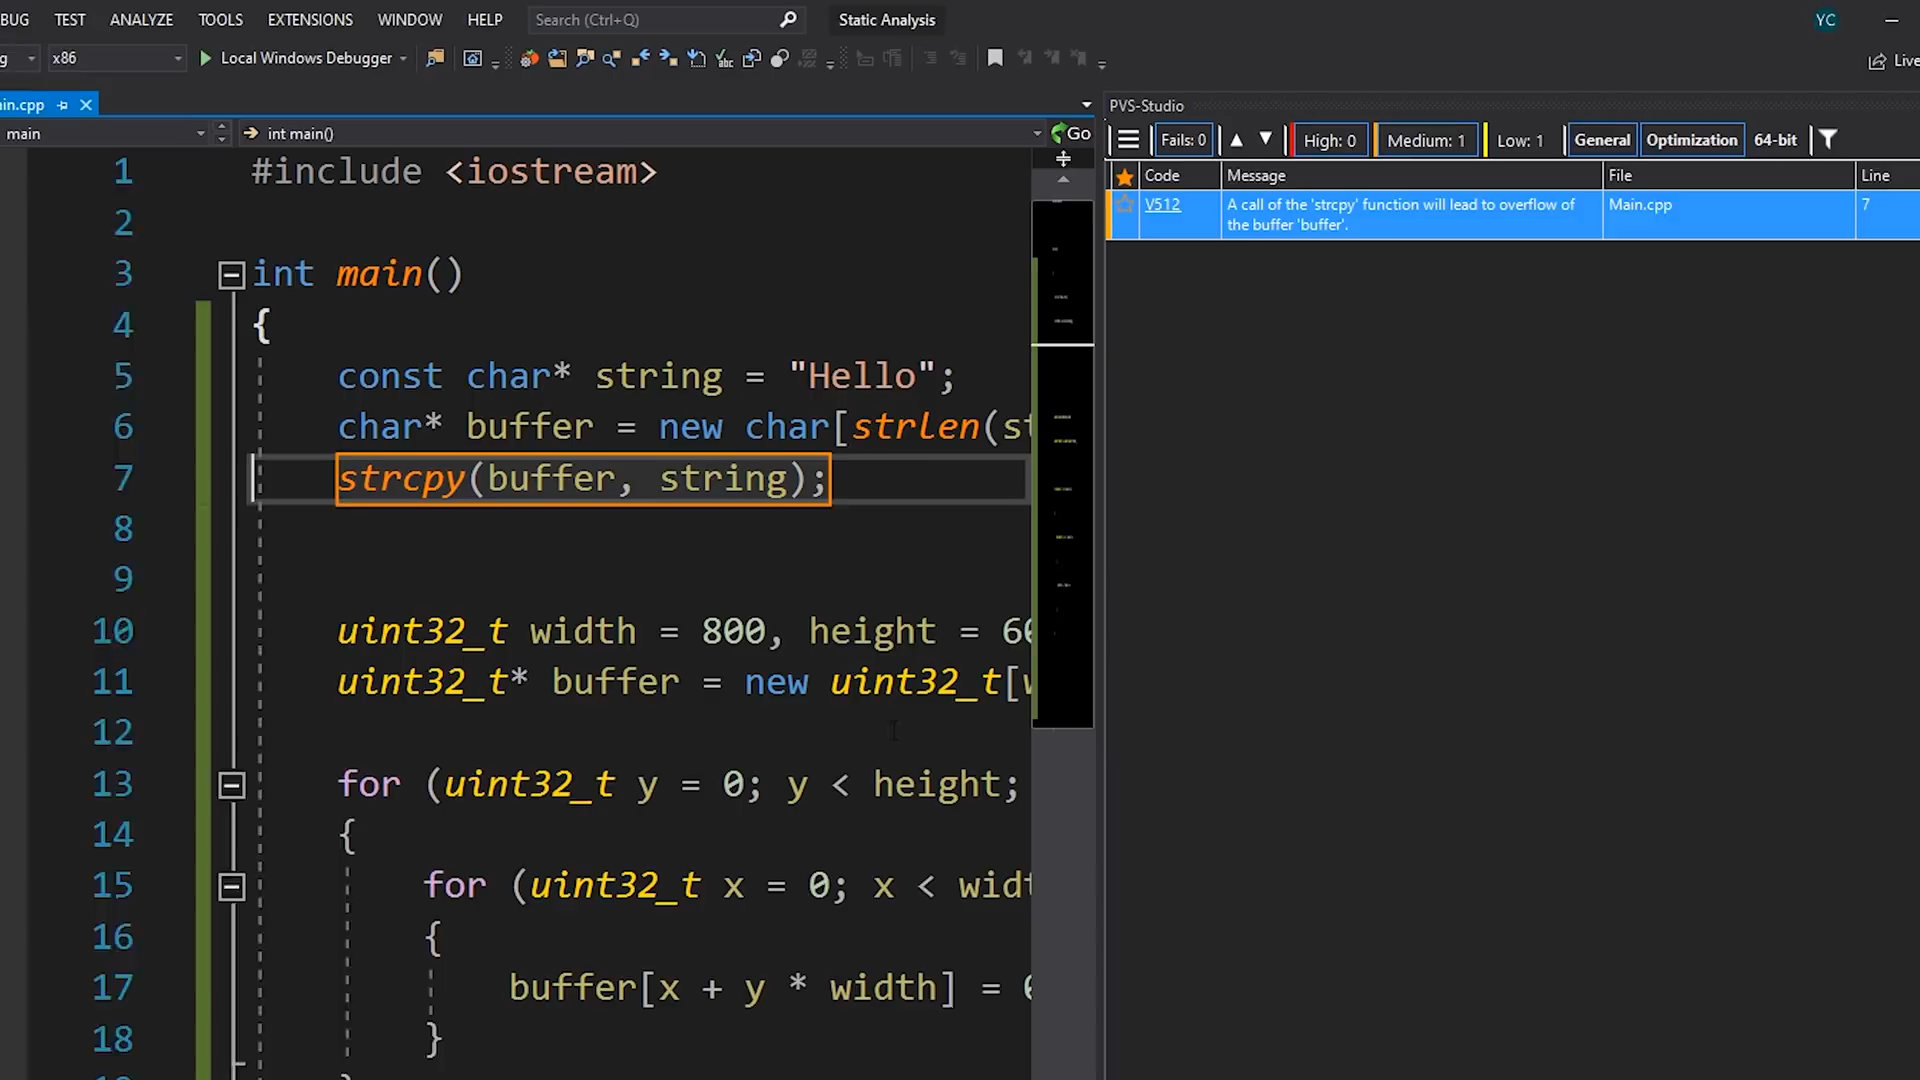 BUG TEST ANALYZE TOOLS EXTENSIONS WINDOW HELP Search (Ctrl+Q) Static Analysis YC
g x86 Local Windows Debugger Live
in.cpp
PVS-Studio
main int main() Go
Fails: 0 High: 0 Medium: 1 Low: 1 General Optimization 64-bit
Code Message File Line
V512 A call of the 'strcpy' function will lead to overflow of Main.cpp 7
the buffer 'buffer'.
1 #include <iostream>
2
3 int main()
4 {
5 const char* string = "Hello";
6 char* buffer = new char[strlen(st
7 strcpy(buffer, string);
8
9
10 uint32_t width = 800, height = 60
11 uint32_t* buffer = new uint32_t[w
12
13 for (uint32_t y = 0; y < height;
14 {
15 for (uint32_t x = 0; x < widt
16 {
17 buffer[x + y * width] = 0
18 }